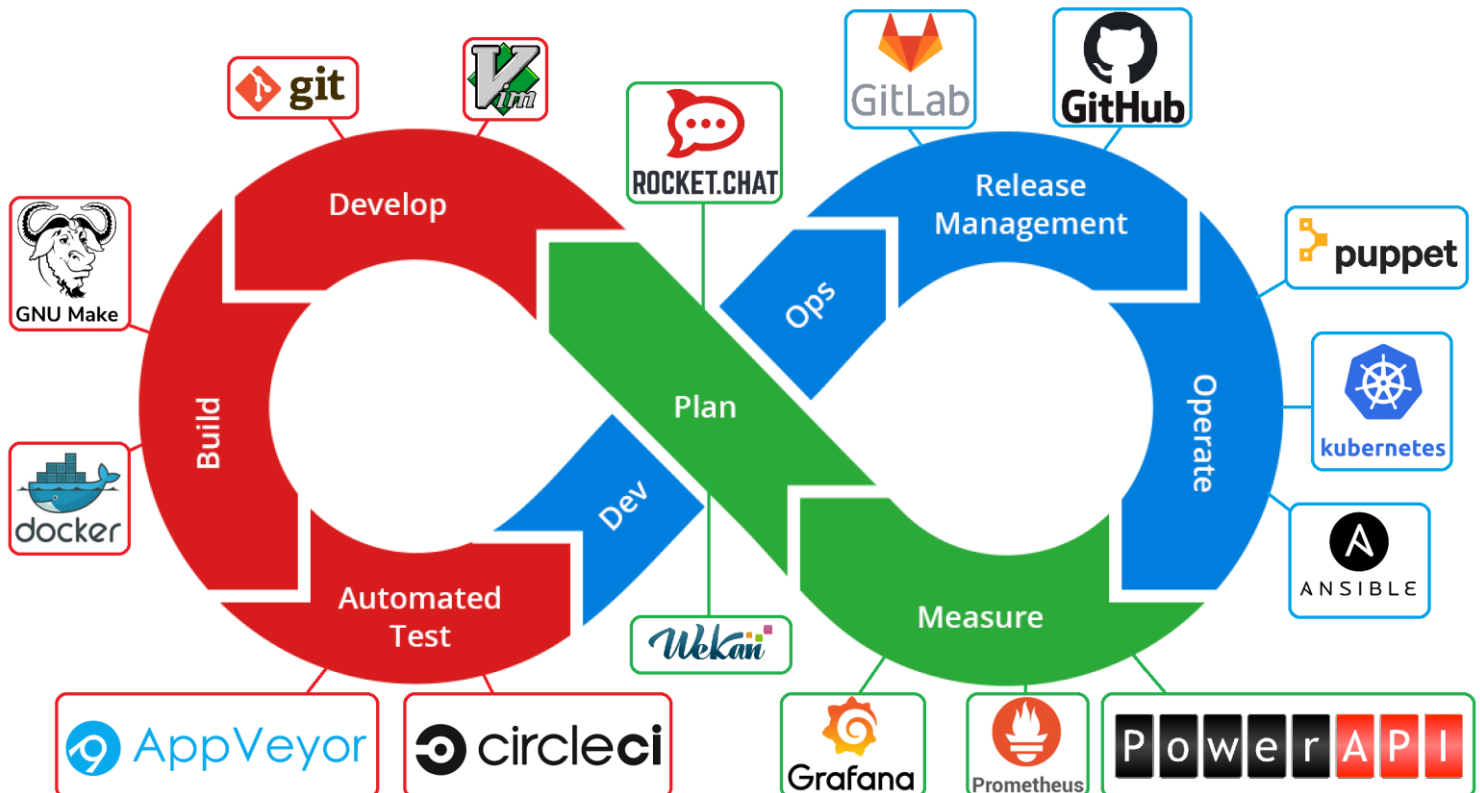 git
Vim
ROCKET.CHAT
GitLab
GitHub
Develop
Release
Management
GNU Make
puppet
Ops
Plan
Build
Operate
kubernetes
docker
Dev
ANSIBLE
Automated
Test
Measure
WeKan
AppVeyor
circleci
Grafana
Prometheus
PowerAPI